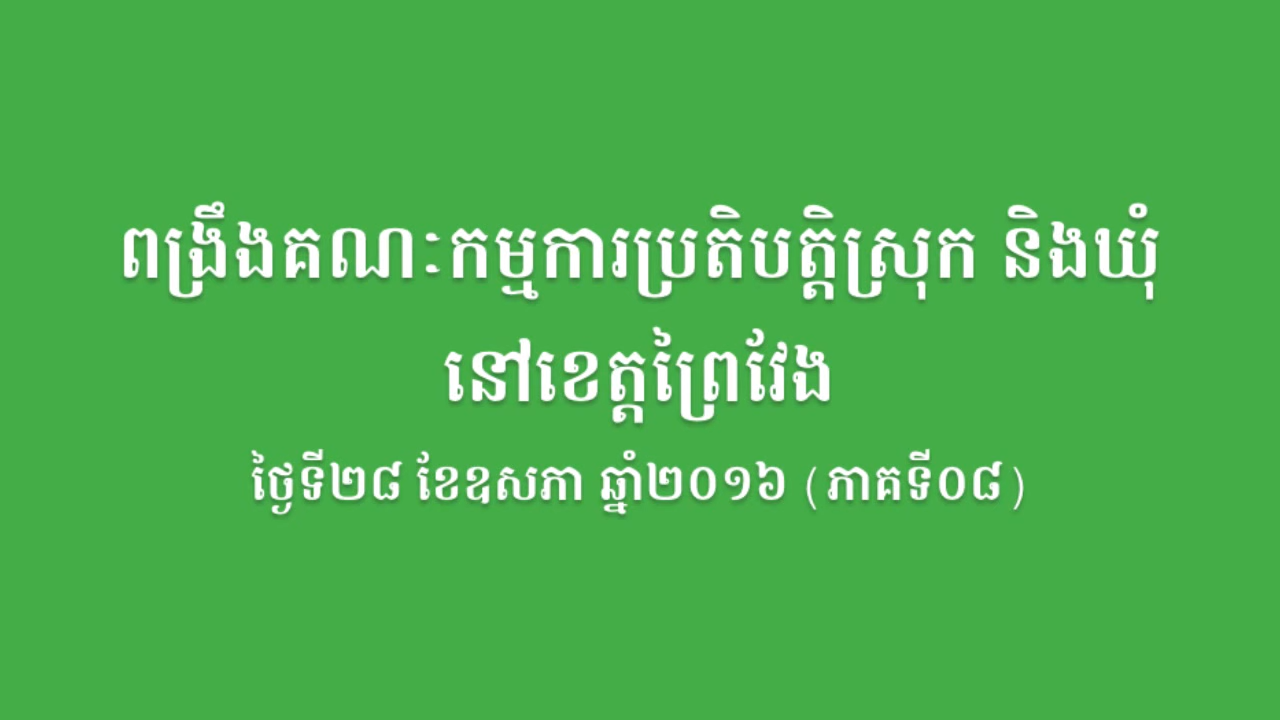 ពង្រឹងគណៈកម្មការប្រតិបត្តិស្រុក និងឃុំ
នៅខេត្តព្រៃវែង
ថ្ងៃទី២៨ ខែឧសភា ឆ្នាំ២០១៦ (ភាគទី០៨)